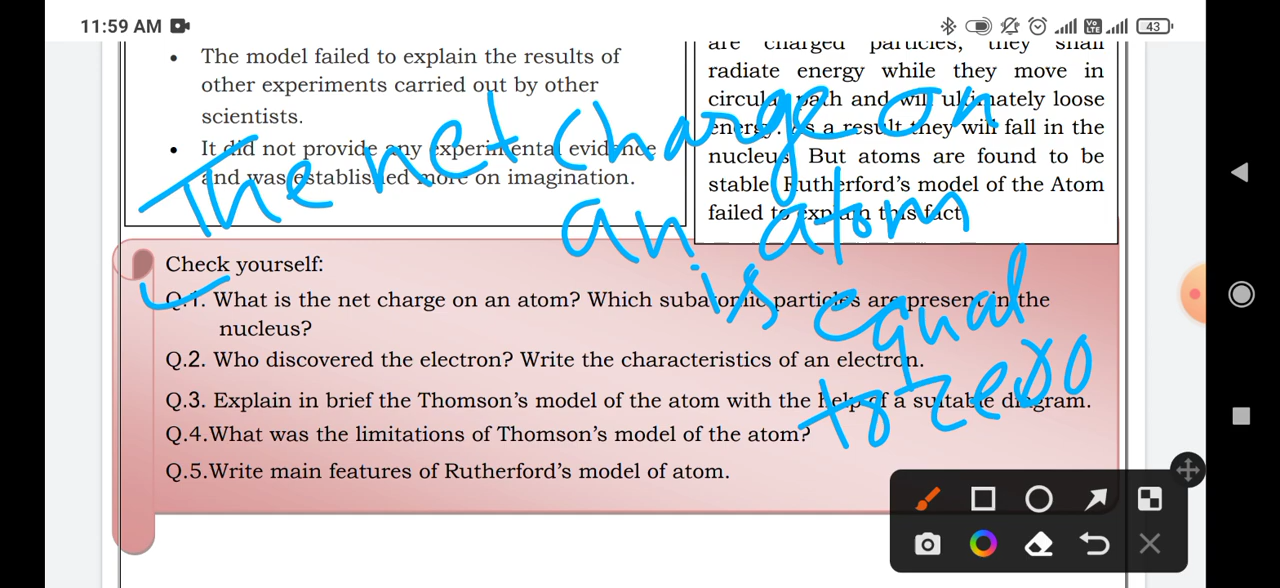 11:59 AM
Vo LTE
43
• The model failed to explain the results of
other experiments carried out by other
scientists.
• It did not provide any experimental evidence
and was established more on imagination.
are charged particles, they shall
radiate energy while they move in
circular path and will ultimately loose
energy. As a result they will fall in the
nucleus. But atoms are found to be
stable. Rutherford's model of the Atom
failed to explain this fact
The net charge on
an atom
is equal
to zero
Check yourself:
Q.1. What is the net charge on an atom? Which subatomic particles are present in the
nucleus?
Q.2. Who discovered the electron? Write the characteristics of an electron.
Q.3. Explain in brief the Thomson's model of the atom with the help of a suitable diagram.
Q.4.What was the limitations of Thomson's model of the atom?
Q.5.Write main features of Rutherford's model of atom.